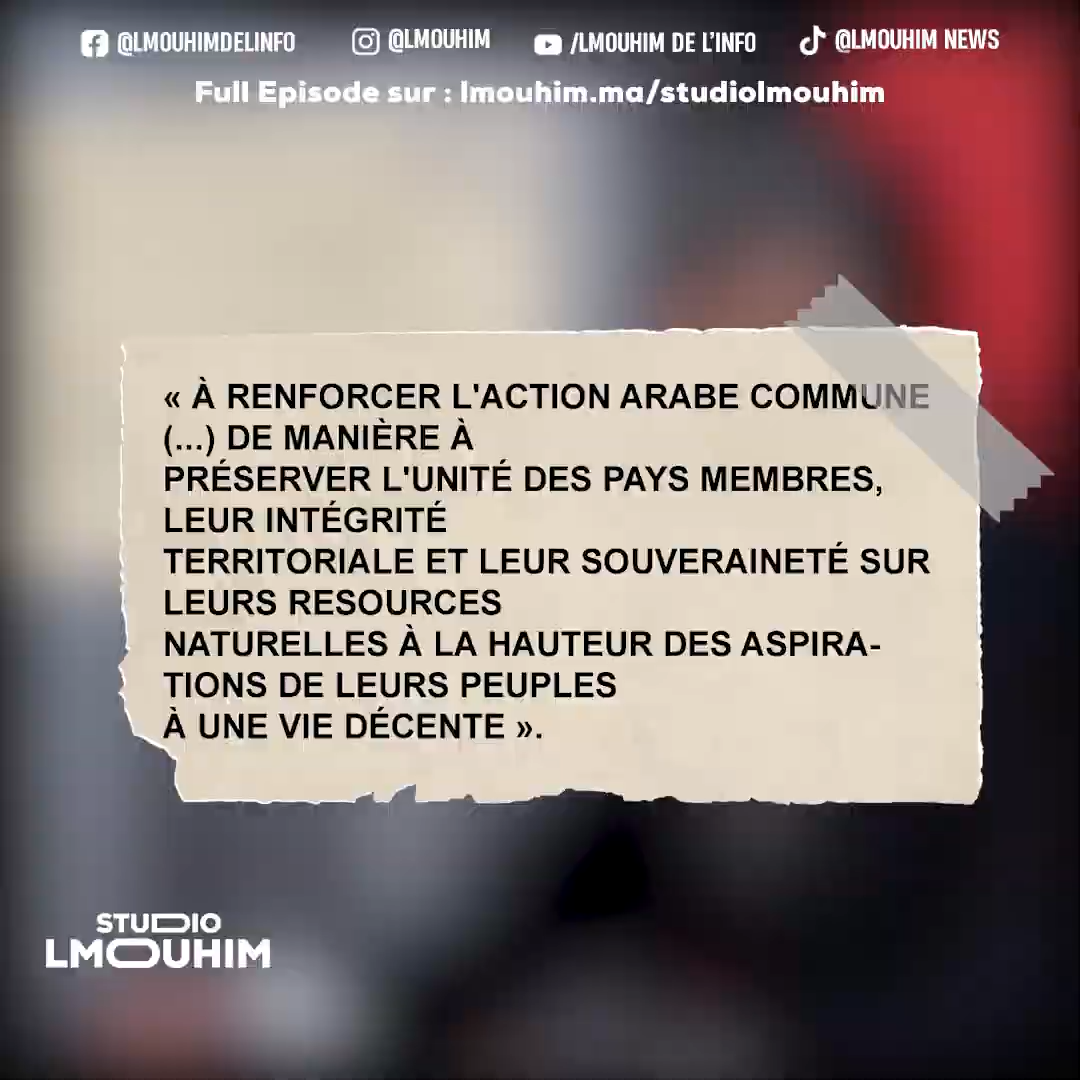 @LMOUHIMDELINFO @LMOUHIM /LMOUHIM DE L'INFO @LMOUHIM NEWS
Full Episode sur : lmouhim.ma/studiolmouhim
« À RENFORCER L'ACTION ARABE COMMUNE
(...) DE MANIÈRE À
PRÉSERVER L'UNITÉ DES PAYS MEMBRES,
LEUR INTÉGRITÉ
TERRITORIALE ET LEUR SOUVERAINETÉ SUR
LEURS RESOURCES
NATURELLES À LA HAUTEUR DES ASPIRA-
TIONS DE LEURS PEUPLES
À UNE VIE DÉCENTE ».
STUDIO
LMOUHIM